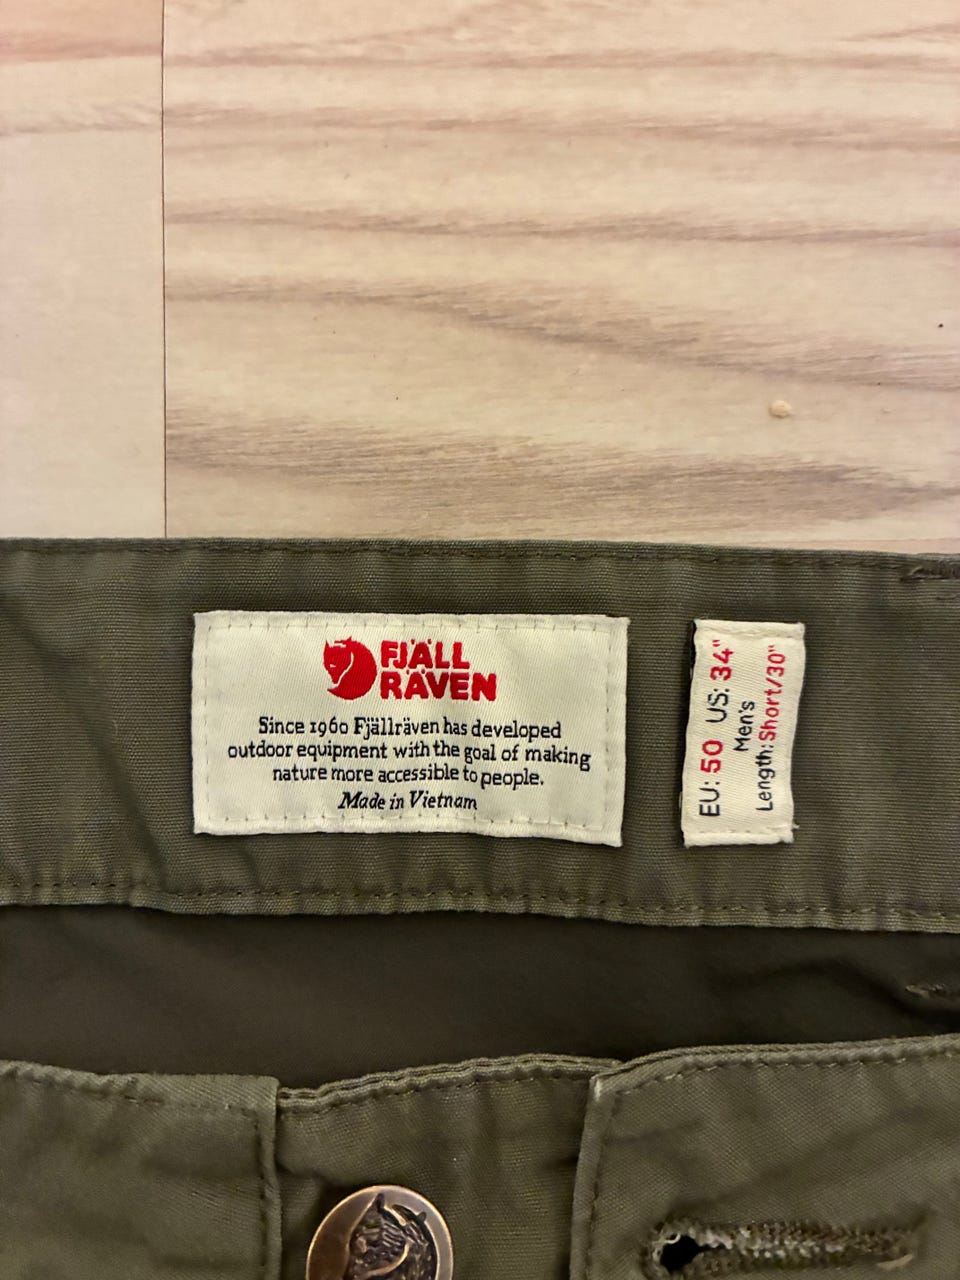 FJÄLL
RÄVEN
Since 1960 Fjällräven has developed
outdoor equipment with the goal of making
nature more accessible to people.
Made in Vietnam
EU: 50 US: 34"
Men's
Length: Short/30"